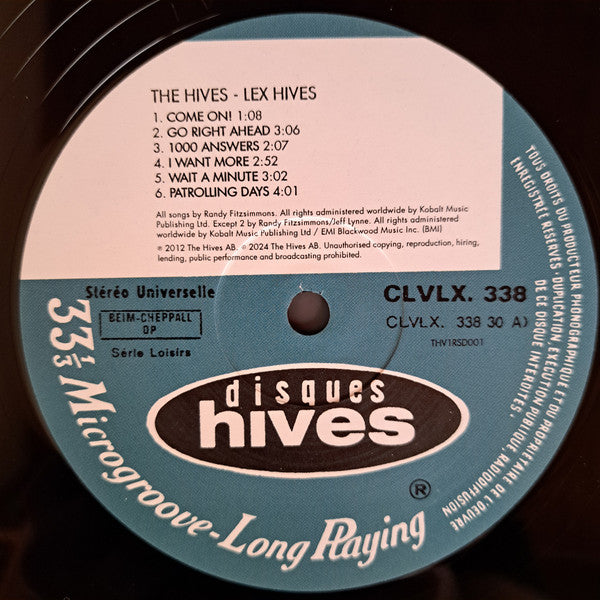 THE HIVES - LEX HIVES
1. COME ON! 1:08
2. GO RIGHT AHEAD 3:06
3. 1000 ANSWERS 2:07
4. I WANT MORE 2:52
5. WAIT A MINUTE 3:02
6. PATROLLING DAYS 4:01
All songs by Randy Fitzsimmons. All rights administered worldwide by Kobalt Music
Publishing Ltd. Except 2 by Randy Fitzsimmons/Jeff Lynne. All rights administered
worldwide by Kobalt Music Publishing Ltd / EMI Blackwood Music Inc. (BMI)
℗ 2012 The Hives AB. © 2024 The Hives AB. Unauthorised copying, reproduction, hiring,
lending, public performance and broadcasting prohibited.
Stéréo Universelle
BEIM-CHEPPALL
DP
Série Loisirs
CLVLX. 338
CLVLX. 338 30 A)
THV1RSD001
disques
hives
®
33 1/3 Microgroove-Long Playing
TOUS DROITS DU PRODUCTEUR PHONOGRAPHIQUE ET DU PROPRIETAIRE DE L'OEUVRE
ENREGISTRÉE RÉSERVÉS · DUPLICATION EXÉCUTION PUBLIQUE RADIODIFFUSION
DE CE DISQUE INTERDITES'